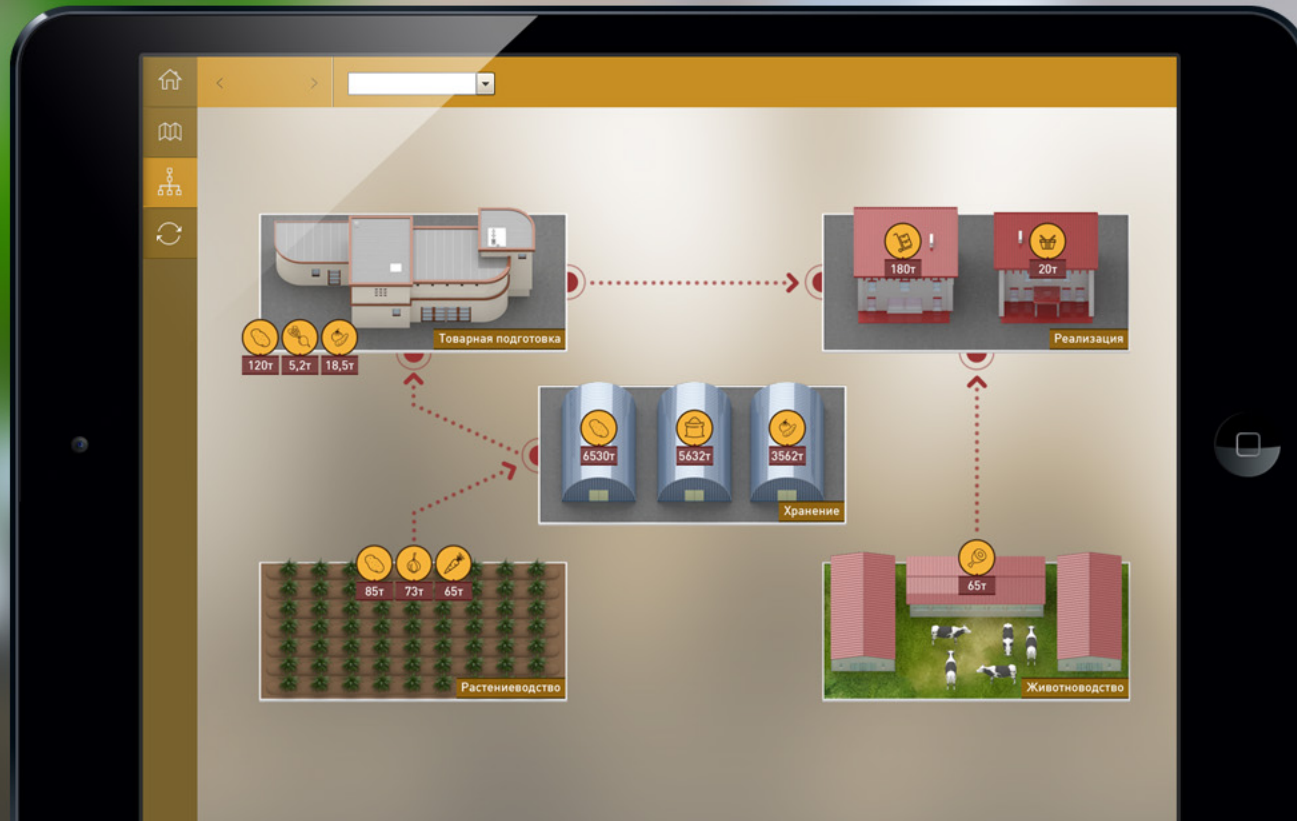 180т
20т
Товарная подготовка
Реализация
120т
5,2т
18,5т
6530т
5632т
3562т
Хранение
85т
73т
65т
65т
Растениеводство
Животноводство